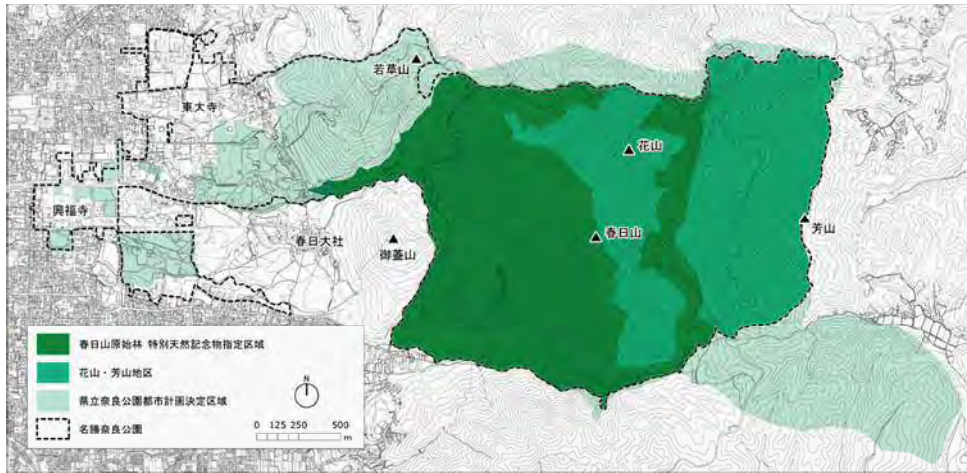 若草山
東大寺
花山
興福寺
春日大社
御蓋山
春日山
芳山
春日山原始林 特別天然記念物指定区域
花山・芳山地区
県立奈良公園都市計画決定区域
名勝奈良公園
N
0 125 250 500
m